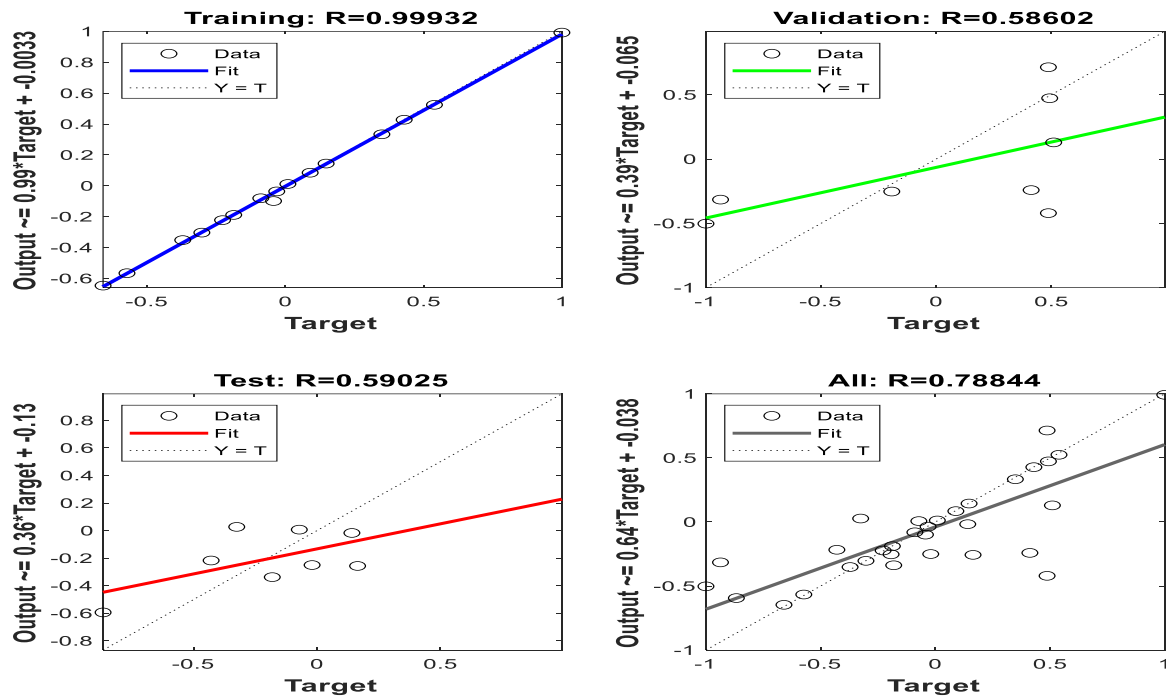 Training: R=0.99932
Output ~= 0.99*Target + -0.0033
1
0.8
0.6
0.4
0.2
0
-0.2
-0.4
-0.6
Data
Fit
Y = T
-0.5
0
0.5
1
Target
Validation: R=0.58602
Output ~= 0.39*Target + -0.065
0.5
0
-0.5
-1
Data
Fit
Y = T
-1
-0.5
0
0.5
Target
Test: R=0.59025
Output ~= 0.36*Target + -0.13
0.8
0.6
0.4
0.2
0
-0.2
-0.4
-0.6
-0.8
Data
Fit
Y = T
-0.5
0
0.5
Target
All: R=0.78844
Output ~= 0.64*Target + -0.038
1
0.5
0
-0.5
-1
Data
Fit
Y = T
-1
-0.5
0
0.5
1
Target